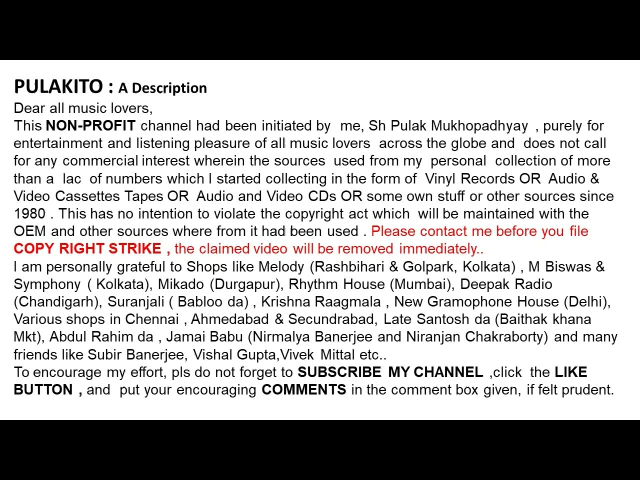 PULAKITO : A Description
Dear all music lovers,
This NON-PROFIT channel had been initiated by me, Sh Pulak Mukhopadhyay , purely for
entertainment and listening pleasure of all music lovers across the globe and does not call
for any commercial interest wherein the sources used from my personal collection of more
than a lac of numbers which I started collecting in the form of Vinyl Records OR Audio &
Video Cassettes Tapes OR Audio and Video CDs OR some own stuff or other sources since
1980 . This has no intention to violate the copyright act which will be maintained with the
OEM and other sources where from it had been used . Please contact me before you file
COPY RIGHT STRIKE , the claimed video will be removed immediately..
I am personally grateful to Shops like Melody (Rashbihari & Golpark, Kolkata) , M Biswas &
Symphony ( Kolkata), Mikado (Durgapur), Rhythm House (Mumbai), Deepak Radio
(Chandigarh), Suranjali ( Babloo da) , Krishna Raagmala , New Gramophone House (Delhi),
Various shops in Chennai , Ahmedabad & Secundrabad, Late Santosh da (Baithak khana
Mkt), Abdul Rahim da , Jamai Babu (Nirmalya Banerjee and Niranjan Chakraborty) and many
friends like Subir Banerjee, Vishal Gupta,Vivek Mittal etc..
To encourage my effort, pls do not forget to SUBSCRIBE MY CHANNEL ,click the LIKE
BUTTON , and put your encouraging COMMENTS in the comment box given, if felt prudent.